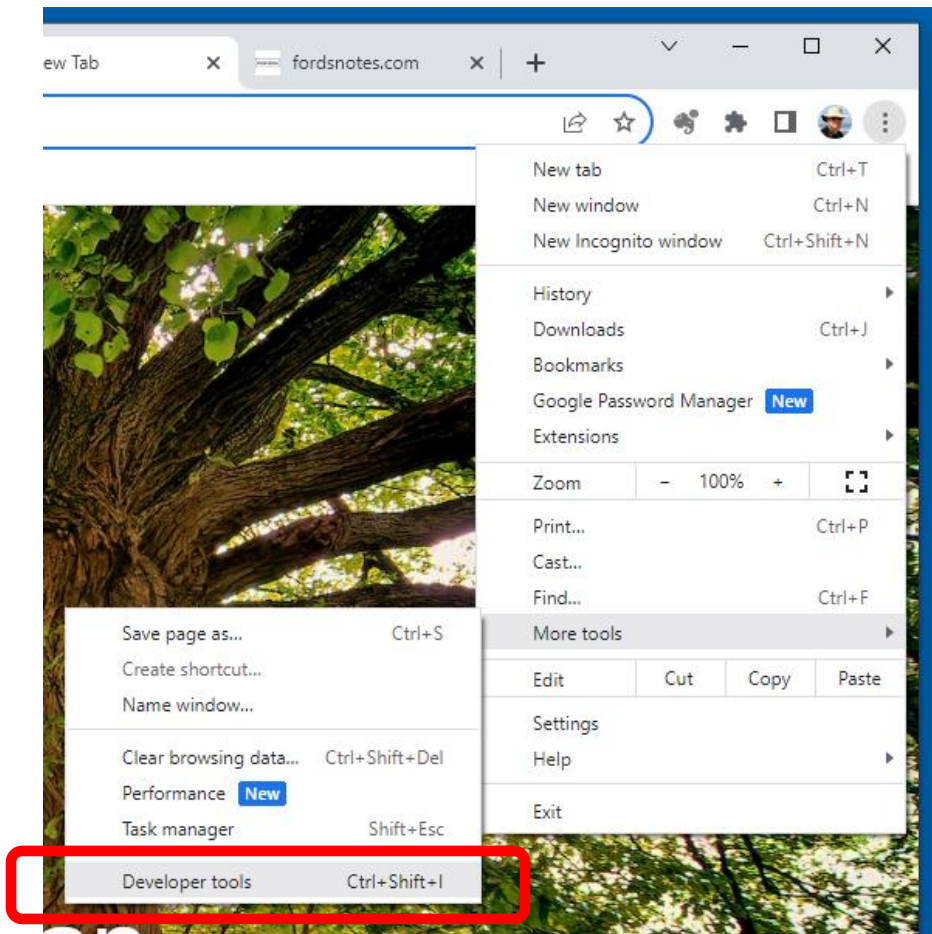 ew Tab
fordsnotes.com
New tab Ctrl+T
New window Ctrl+N
New Incognito window Ctrl+Shift+N
History
Downloads Ctrl+J
Bookmarks
Google Password Manager New
Extensions
Zoom - 100% +
Print... Ctrl+P
Cast...
Find... Ctrl+F
More tools
Edit Cut Copy Paste
Settings
Help
Exit
Save page as... Ctrl+S
Create shortcut...
Name window...
Clear browsing data... Ctrl+Shift+Del
Performance New
Task manager Shift+Esc
Developer tools Ctrl+Shift+I